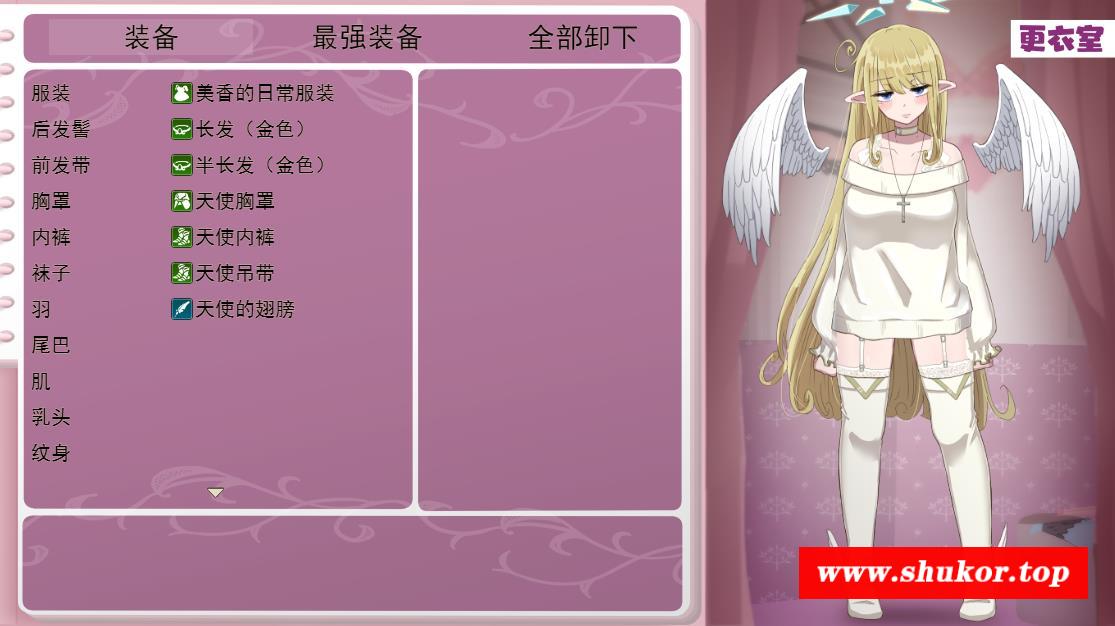 装备 最强装备 全部卸下
更衣室
服装 美香的日常服装
后发髻 长发（金色）
前发带 半长发（金色）
胸罩 天使胸罩
内裤 天使内裤
袜子 天使吊带
羽 天使的翅膀
尾巴
肌
乳头
纹身
www.shukor.top